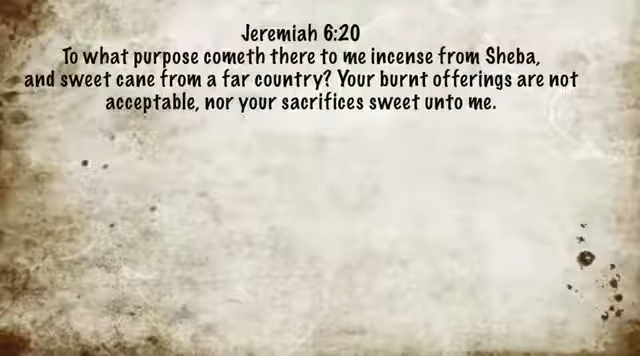 Jeremiah 6:20
To what purpose cometh there to me incense from Sheba,
and sweet cane from a far country? Your burnt offerings are not
acceptable, nor your sacrifices sweet unto me.